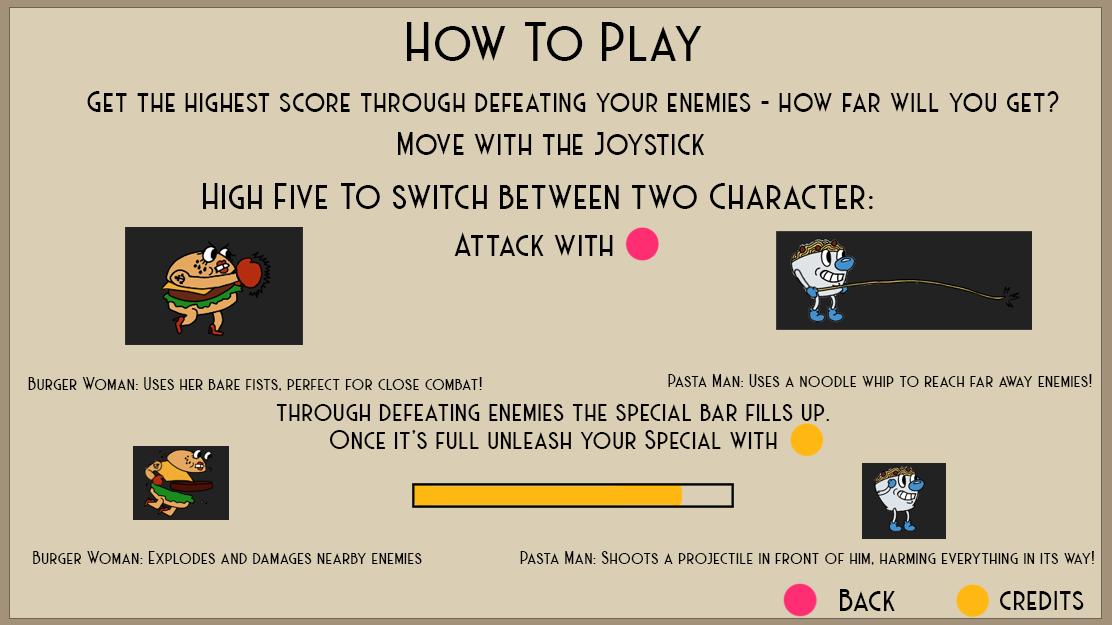 How To Play
Get the highest score through defeating your enemies - how far will you get?
Move with the Joystick
High Five To switch between two Character:
Attack with
Burger Woman: Uses her bare fists, perfect for close combat!
Pasta Man: Uses a noodle whip to reach far away enemies!
through defeating enemies the special bar fills up.
Once it's full unleash your Special with
Burger Woman: Explodes and damages nearby enemies
Pasta Man: Shoots a projectile in front of him, harming everything in its way!
Back
credits